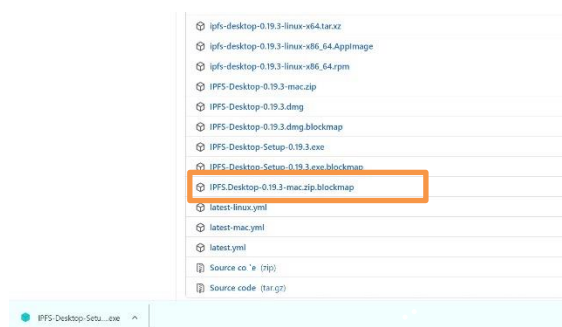 ipfs-desktop-0.19.3-linux-x64.tar.xz
ipfs-desktop-0.19.3-linux-x86_64.AppImage
ipfs-desktop-0.19.3-linux-x86_64.rpm
IPFS-Desktop-0.19.3-mac.zip
IPFS-Desktop-0.19.3.dmg
IPFS-Desktop-0.19.3.dmg.blockmap
IPFS-Desktop-Setup-0.19.3.exe
IPFS-Desktop-Setup-0.19.3.exe.blockmap
IPFS.Desktop-0.19.3-mac.zip.blockmap
latest-linux.yml
latest-mac.yml
latest.yml
Source co´e (zip)
Source code (tar.gz)
IPFS-Desktop-Setu....exe